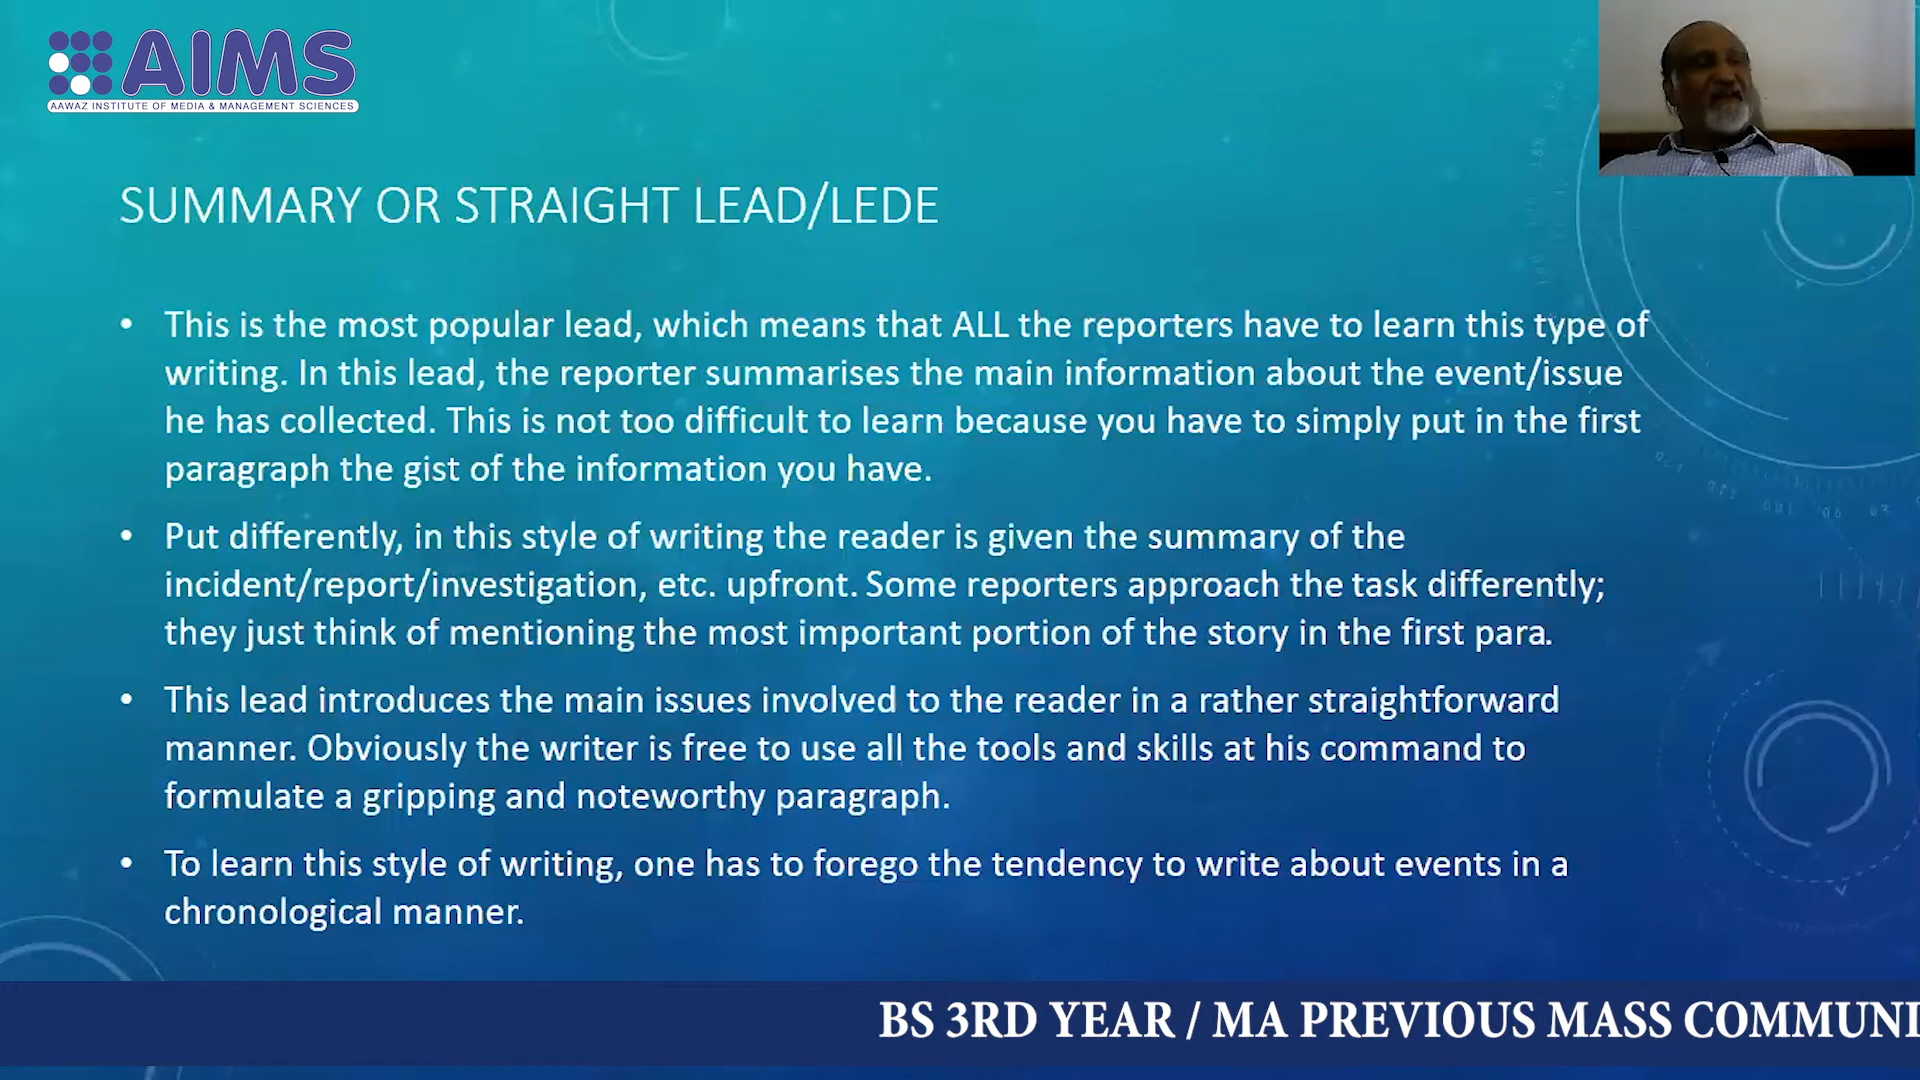 AIMS
AAWAZ INSTITUTE OF MEDIA & MANAGEMENT SCIENCES
SUMMARY OR STRAIGHT LEAD/LEDE
• This is the most popular lead, which means that ALL the reporters have to learn this type of
writing. In this lead, the reporter summarises the main information about the event/issue
he has collected. This is not too difficult to learn because you have to simply put in the first
paragraph the gist of the information you have.
• Put differently, in this style of writing the reader is given the summary of the
incident/report/investigation, etc. upfront. Some reporters approach the task differently;
they just think of mentioning the most important portion of the story in the first para.
• This lead introduces the main issues involved to the reader in a rather straightforward
manner. Obviously the writer is free to use all the tools and skills at his command to
formulate a gripping and noteworthy paragraph.
• To learn this style of writing, one has to forego the tendency to write about events in a
chronological manner.
BS 3RD YEAR / MA PREVIOUS MASS COMMUNI